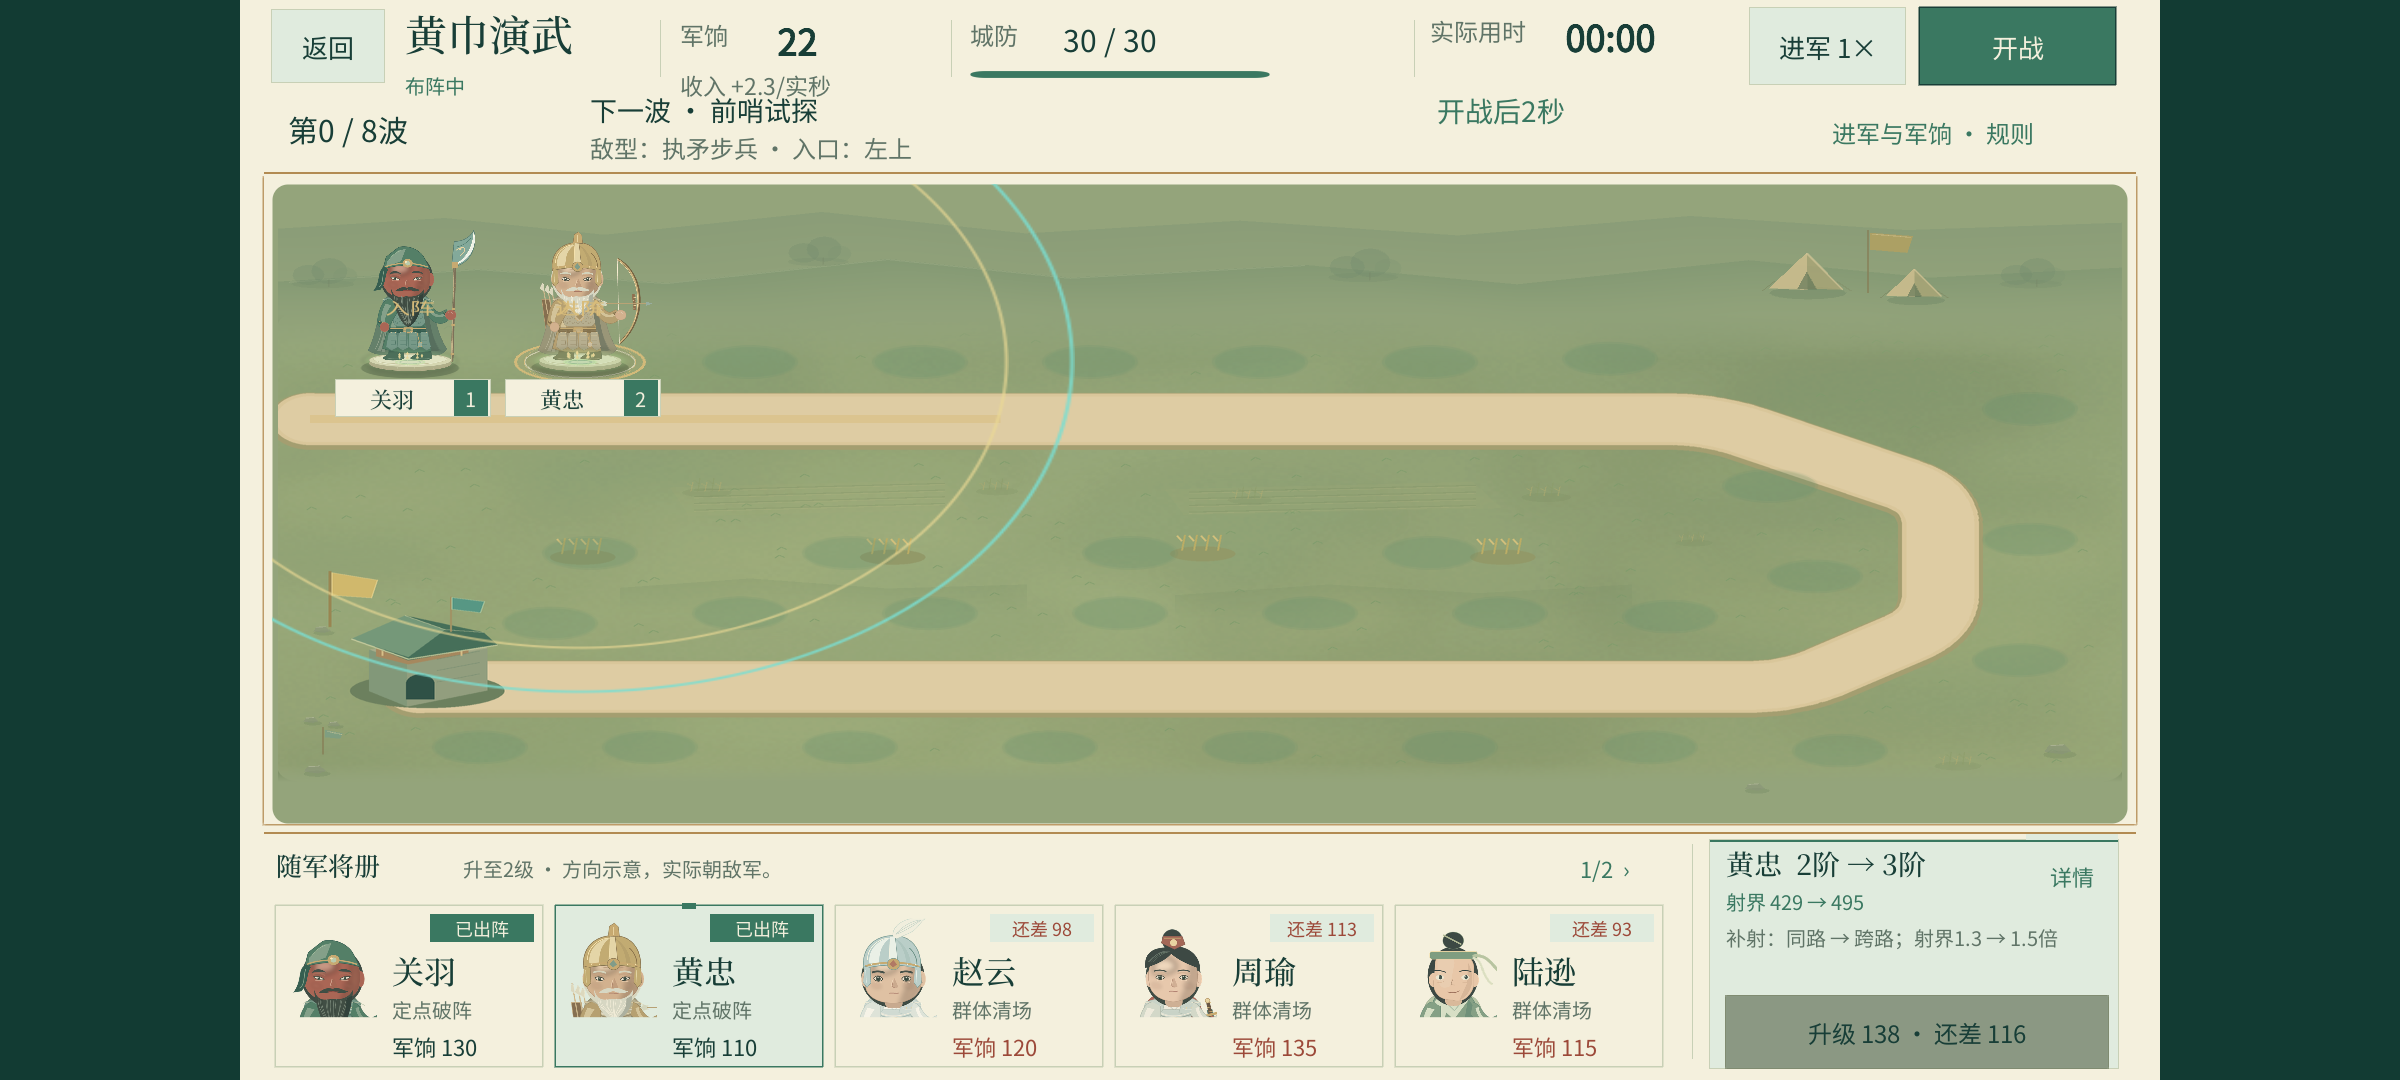 返回
黄巾演武
布阵中
军饷 22
收入 +2.3/实秒
城防 30 / 30
实际用时 00:00
进军 1×
开战
第0 / 8波
下一波 · 前哨试探
敌型：执矛步兵 · 入口：左上
开战后2秒
进军与军饷 · 规则
入阵
关羽 1
黄忠 2
随军将册
升至2级 · 方向示意，实际朝敌军。
1/2 ›
已出阵
关羽
定点破阵
军饷 130
已出阵
黄忠
定点破阵
军饷 110
还差 98
赵云
群体清场
军饷 120
还差 113
周瑜
群体清场
军饷 135
还差 93
陆逊
群体清场
军饷 115
黄忠 2阶 → 3阶
详情
射界 429 → 495
补射：同路 → 跨路；射界1.3 → 1.5倍
升级 138 · 还差 116